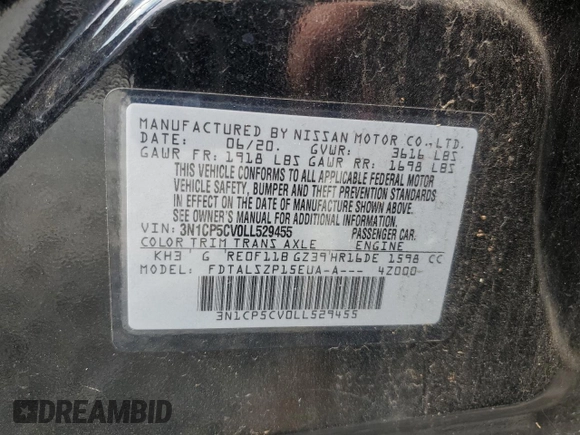 MANUFACTURED BY NISSAN MOTOR CO., LTD.
DATE: 06/20. GVWR: 3616 LBS
GAWR FR: 1918 LBS GAWR RR: 1698 LBS
THIS VEHICLE CONFORMS TO ALL APPLICABLE FEDERAL MOTOR
VEHICLE SAFETY, BUMPER AND THEFT PREVENTION STANDARDS
IN EFFECT ON THE DATE OF MANUFACTURE SHOWN ABOVE.
SEE OWNER'S MANUAL FOR ADDITIONAL INFORMATION.
VIN: 3N1CP5CV0LL529455 PASSENGER CAR.
COLOR TRIM TRANS AXLE ENGINE
KH3 G RE0F11B GZ39 HR16DE 1598 CC
MODEL: FDTALSZP15EUA-A--- 4Z000-
3N1CP5CV0LL529455
DREAMBID